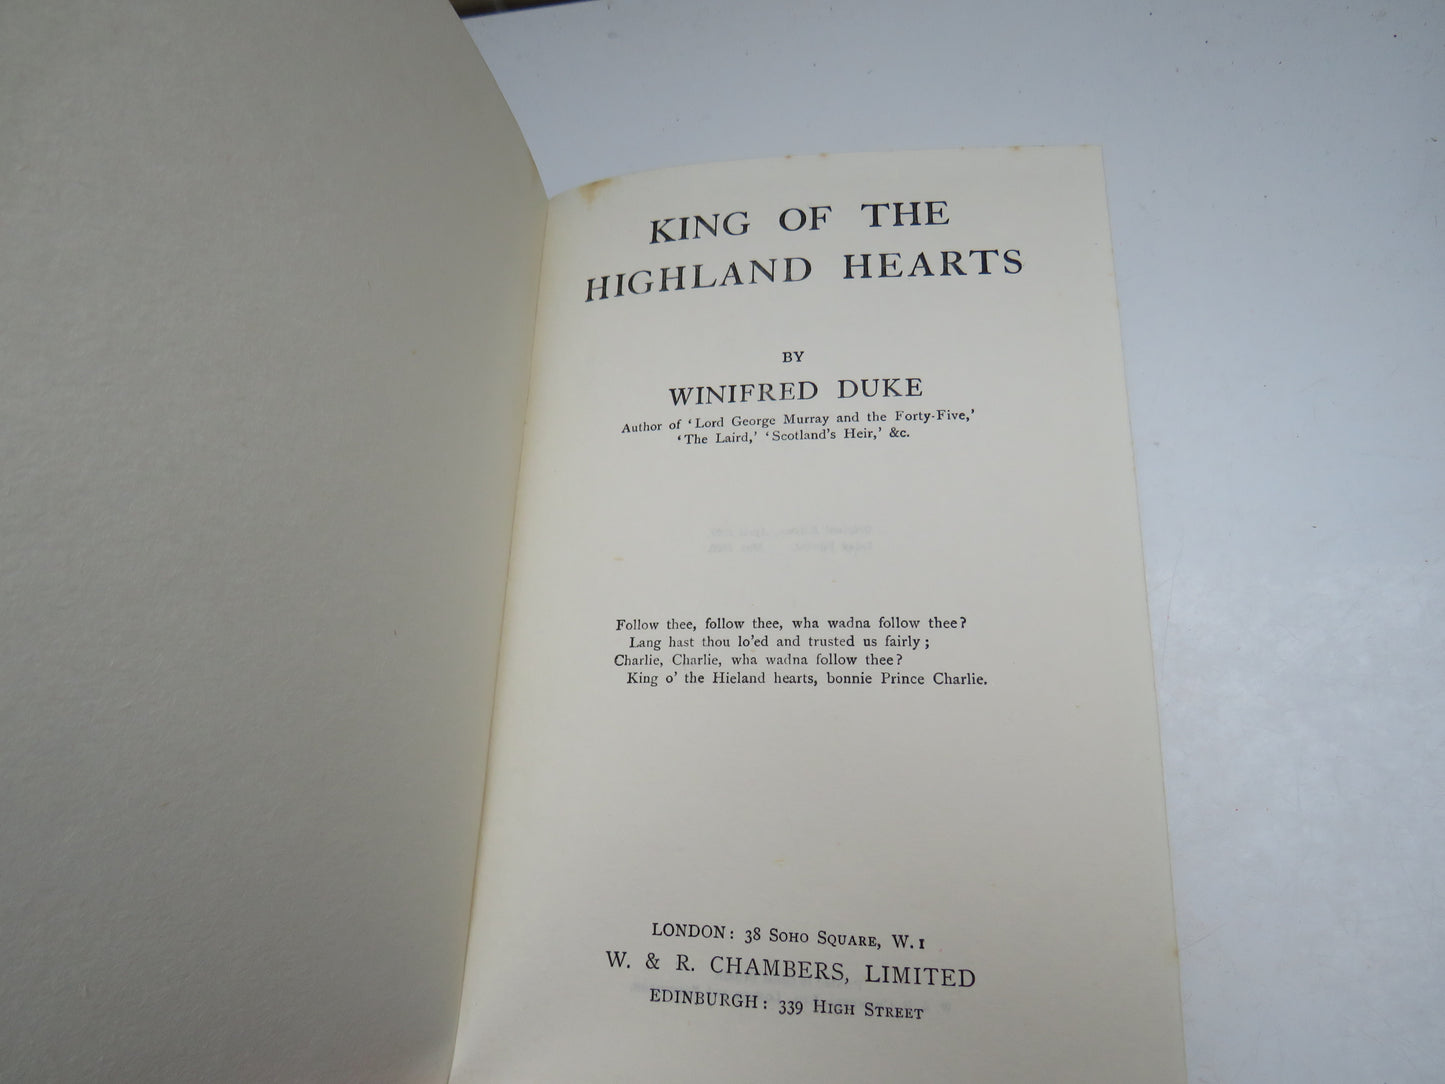 KING OF THE
HIGHLAND HEARTS
BY
WINIFRED DUKE
Author of ‘Lord George Murray and the Forty-Five,’
‘The Laird,’ ‘Scotland's Heir,’ &c.
Follow thee, follow thee, wha wadna follow thee?
Lang hast thou lo'ed and trusted us fairly;
Charlie, Charlie, wha wadna follow thee?
King o' the Hieland hearts, bonnie Prince Charlie.
LONDON: 38 SOHO SQUARE, W.1
W. & R. CHAMBERS, LIMITED
EDINBURGH: 339 HIGH STREET